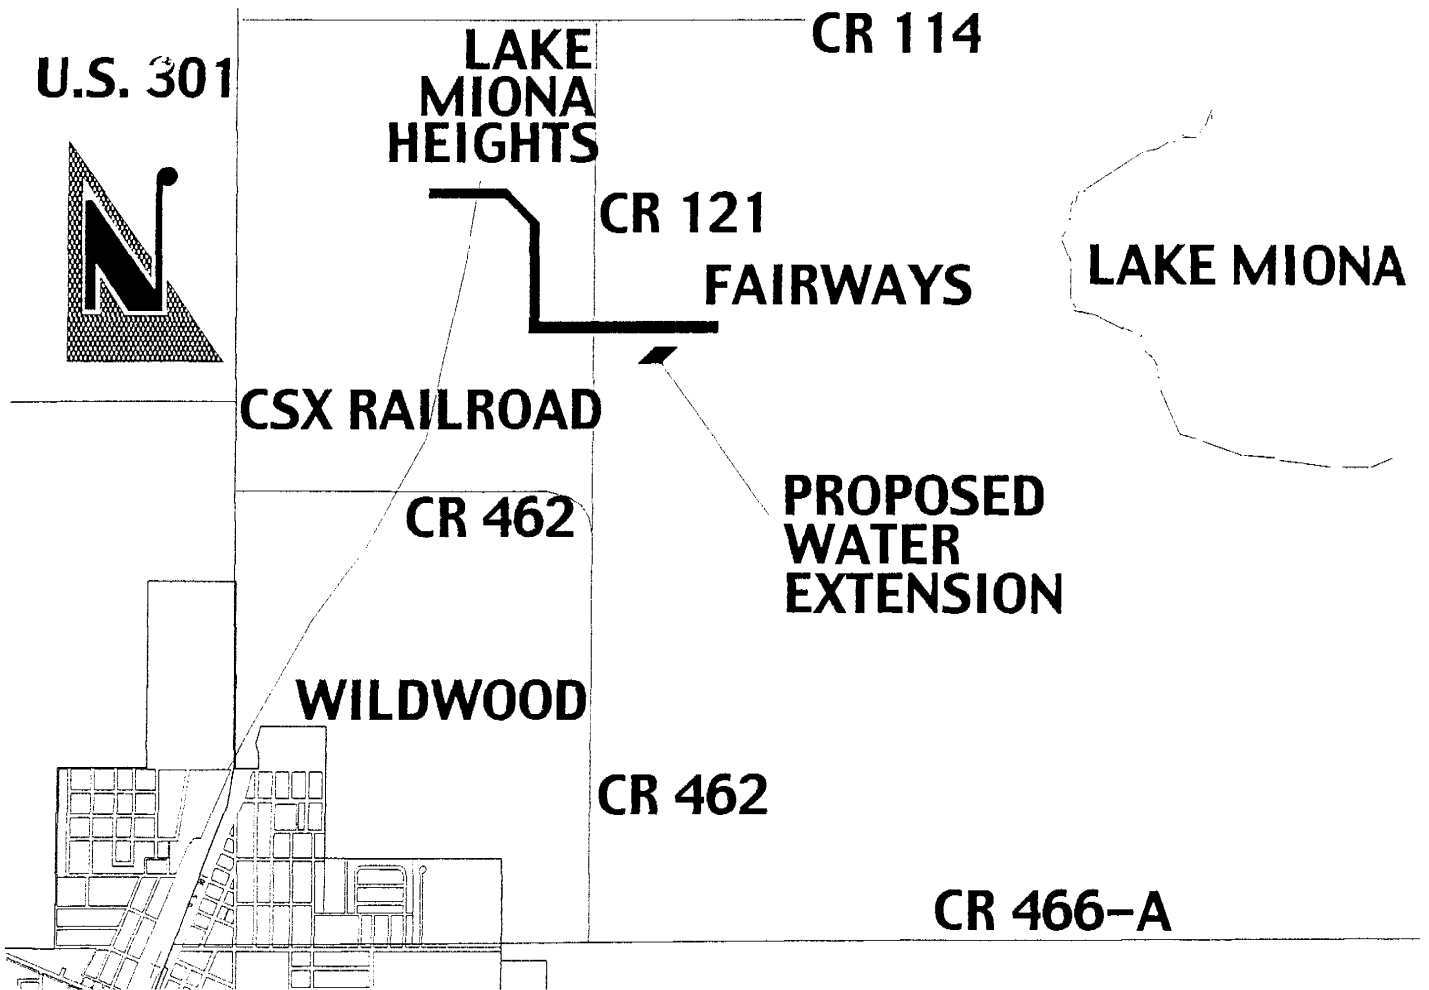 CR 114
U.S. 301
LAKE
MIONA
HEIGHTS
N
CR 121
FAIRWAYS
LAKE MIONA
CSX RAILROAD
CR 462
PROPOSED
WATER
EXTENSION
WILDWOOD
CR 462
CR 466-A